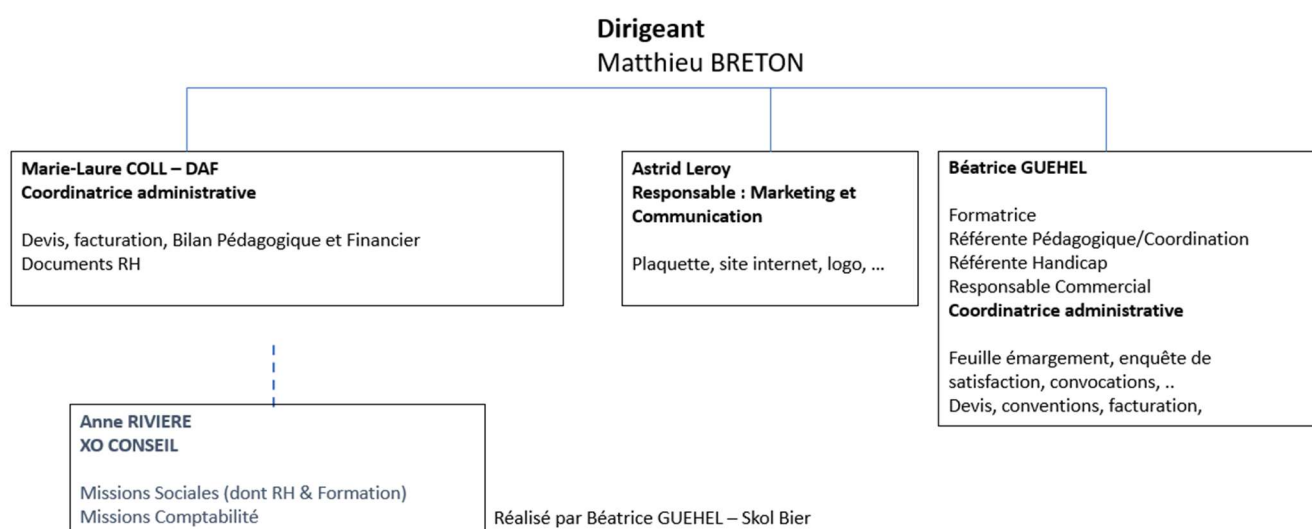 Dirigeant
Matthieu BRETON
Marie-Laure COLL – DAF
Coordinatrice administrative
Devis, facturation, Bilan Pédagogique et Financier
Documents RH
Astrid Leroy
Responsable : Marketing et
Communication
Plaquette, site internet, logo, ...
Béatrice GUEHEL
Formatrice
Référente Pédagogique/Coordination
Référente Handicap
Responsable Commercial
Coordinatrice administrative
Feuille émargement, enquête de
satisfaction, convocations, ..
Devis, conventions, facturation,
Anne RIVIERE
XO CONSEIL
Missions Sociales (dont RH & Formation)
Missions Comptabilité
Réalisé par Béatrice GUEHEL – Skol Bier